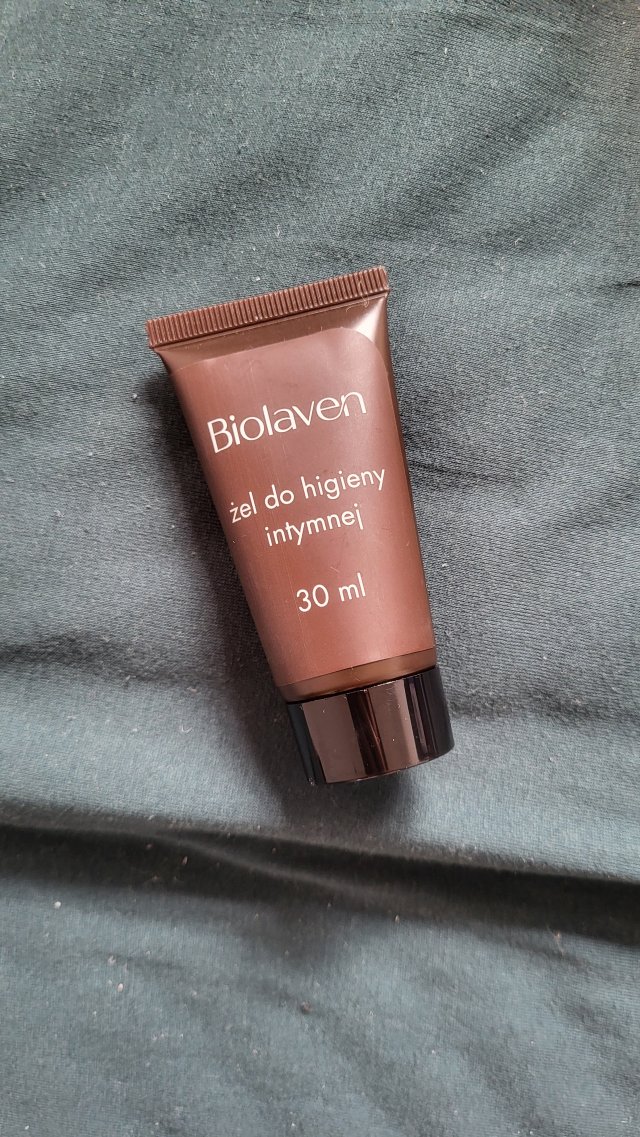 Biolaven
żel do higieny
intymnej
30 ml